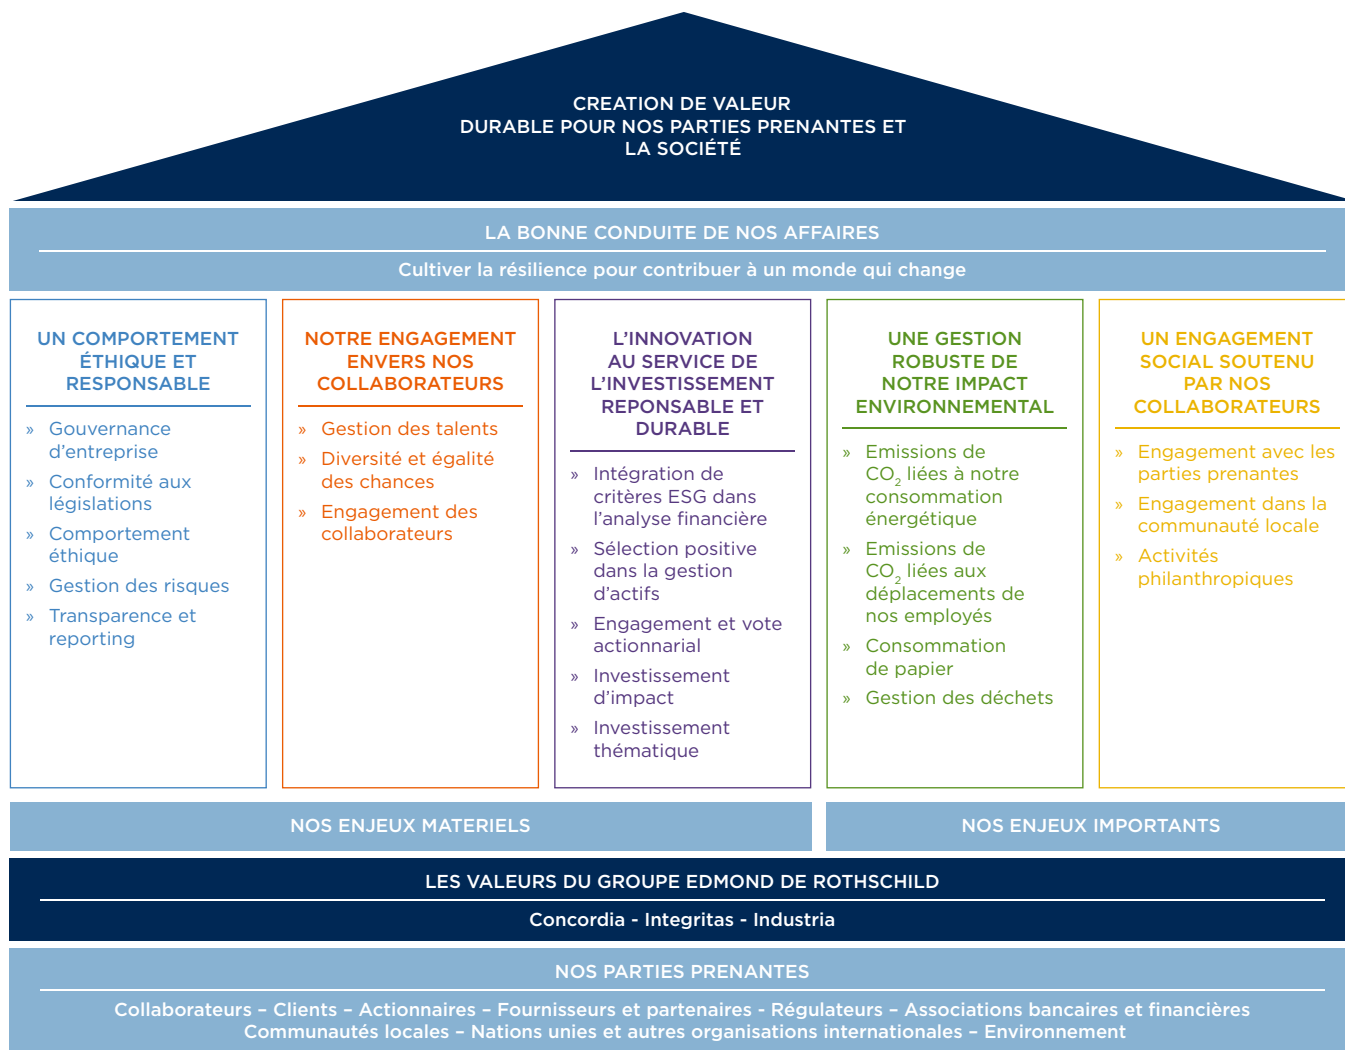 CREATION DE VALEUR
DURABLE POUR NOS PARTIES PRENANTES ET
LA SOCIÉTÉ
LA BONNE CONDUITE DE NOS AFFAIRES
Cultiver la résilience pour contribuer à un monde qui change
UN COMPORTEMENT
ÉTHIQUE ET
RESPONSABLE
» Gouvernance
d’entreprise
» Conformité aux
législations
» Comportement
éthique
» Gestion des risques
» Transparence et
reporting
NOTRE ENGAGEMENT
ENVERS NOS
COLLABORATEURS
» Gestion des talents
» Diversité et égalité
des chances
» Engagement des
collaborateurs
L’INNOVATION
AU SERVICE DE
L’INVESTISSEMENT
REPONSABLE ET
DURABLE
» Intégration de
critères ESG dans
l’analyse financière
» Sélection positive
dans la gestion
d’actifs
» Engagement et vote
actionnarial
» Investissement
d’impact
» Investissement
thématique
UNE GESTION
ROBUSTE DE
NOTRE IMPACT
ENVIRONNEMENTAL
» Emissions de
CO₂ liées à notre
consommation
énergétique
» Emissions de
CO₂ liées aux
déplacements de
nos employés
» Consommation
de papier
» Gestion des déchets
UN ENGAGEMENT
SOCIAL SOUTENU
PAR NOS
COLLABORATEURS
» Engagement avec les
parties prenantes
» Engagement dans la
communauté locale
» Activités
philanthropiques
NOS ENJEUX MATERIELS
NOS ENJEUX IMPORTANTS
LES VALEURS DU GROUPE EDMOND DE ROTHSCHILD
Concordia - Integritas - Industria
NOS PARTIES PRENANTES
Collaborateurs – Clients – Actionnaires – Fournisseurs et partenaires - Régulateurs – Associations bancaires et financières
Communautés locales – Nations unies et autres organisations internationales – Environnement